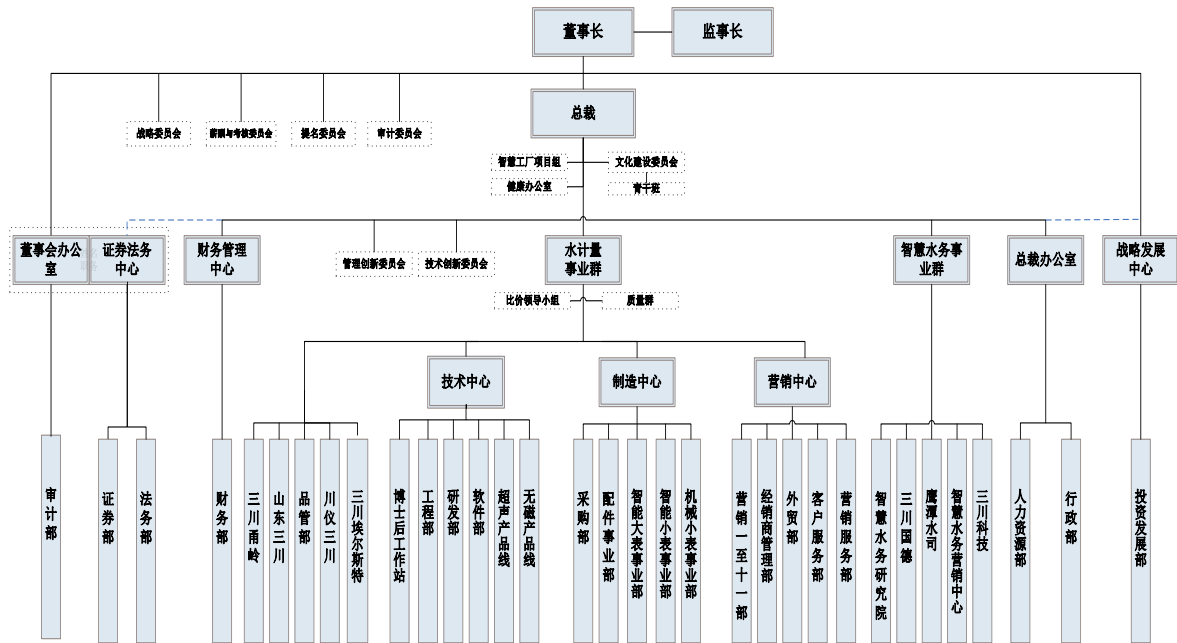 董事长
监事长
总裁
战略委员会
薪酬与考核委员会
提名委员会
审计委员会
智慧工厂项目组
文化建设委员会
健康办公室
青干班
董事会办公
室
证券法务
中心
财务管理
中心
管理创新委员会
技术创新委员会
水计量
事业群
智慧水务事
业群
总裁办公室
战略发展
中心
比价领导小组
质量群
技术中心
制造中心
营销中心
审计部
证券部
法务部
财务部
三川甬岭
山东三川
品管部
川仪三川
三川埃尔斯特
博士后工作站
工程部
研发部
软件部
超声产品线
无磁产品线
采购部
配件事业部
智能大表事业部
智能小表事业部
机械小表事业部
营销一至十一部
经销商管理部
外贸部
客户服务部
营销服务部
智慧水务研究院
三川国德
鹰潭水司
智慧水务营销中心
三川科技
人力资源部
行政部
投资发展部